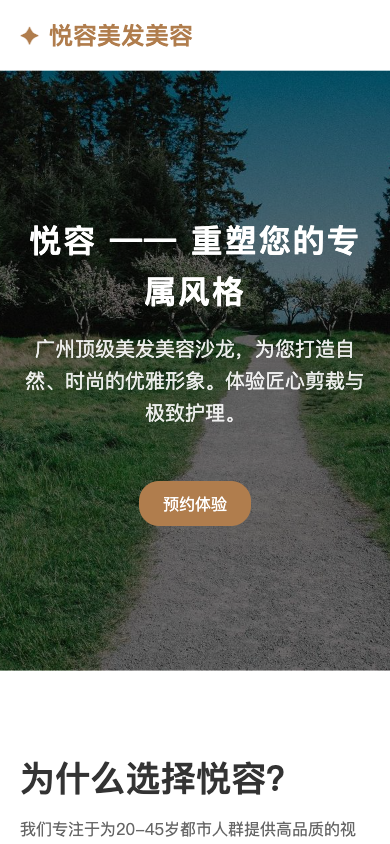 ✦ 悦容美发美容
悦容 —— 重塑您的专
属风格
广州顶级美发美容沙龙，为您打造自
然、时尚的优雅形象。体验匠心剪裁与
极致护理。
预约体验
为什么选择悦容？
我们专注于为20–45岁都市人群提供高品质的视